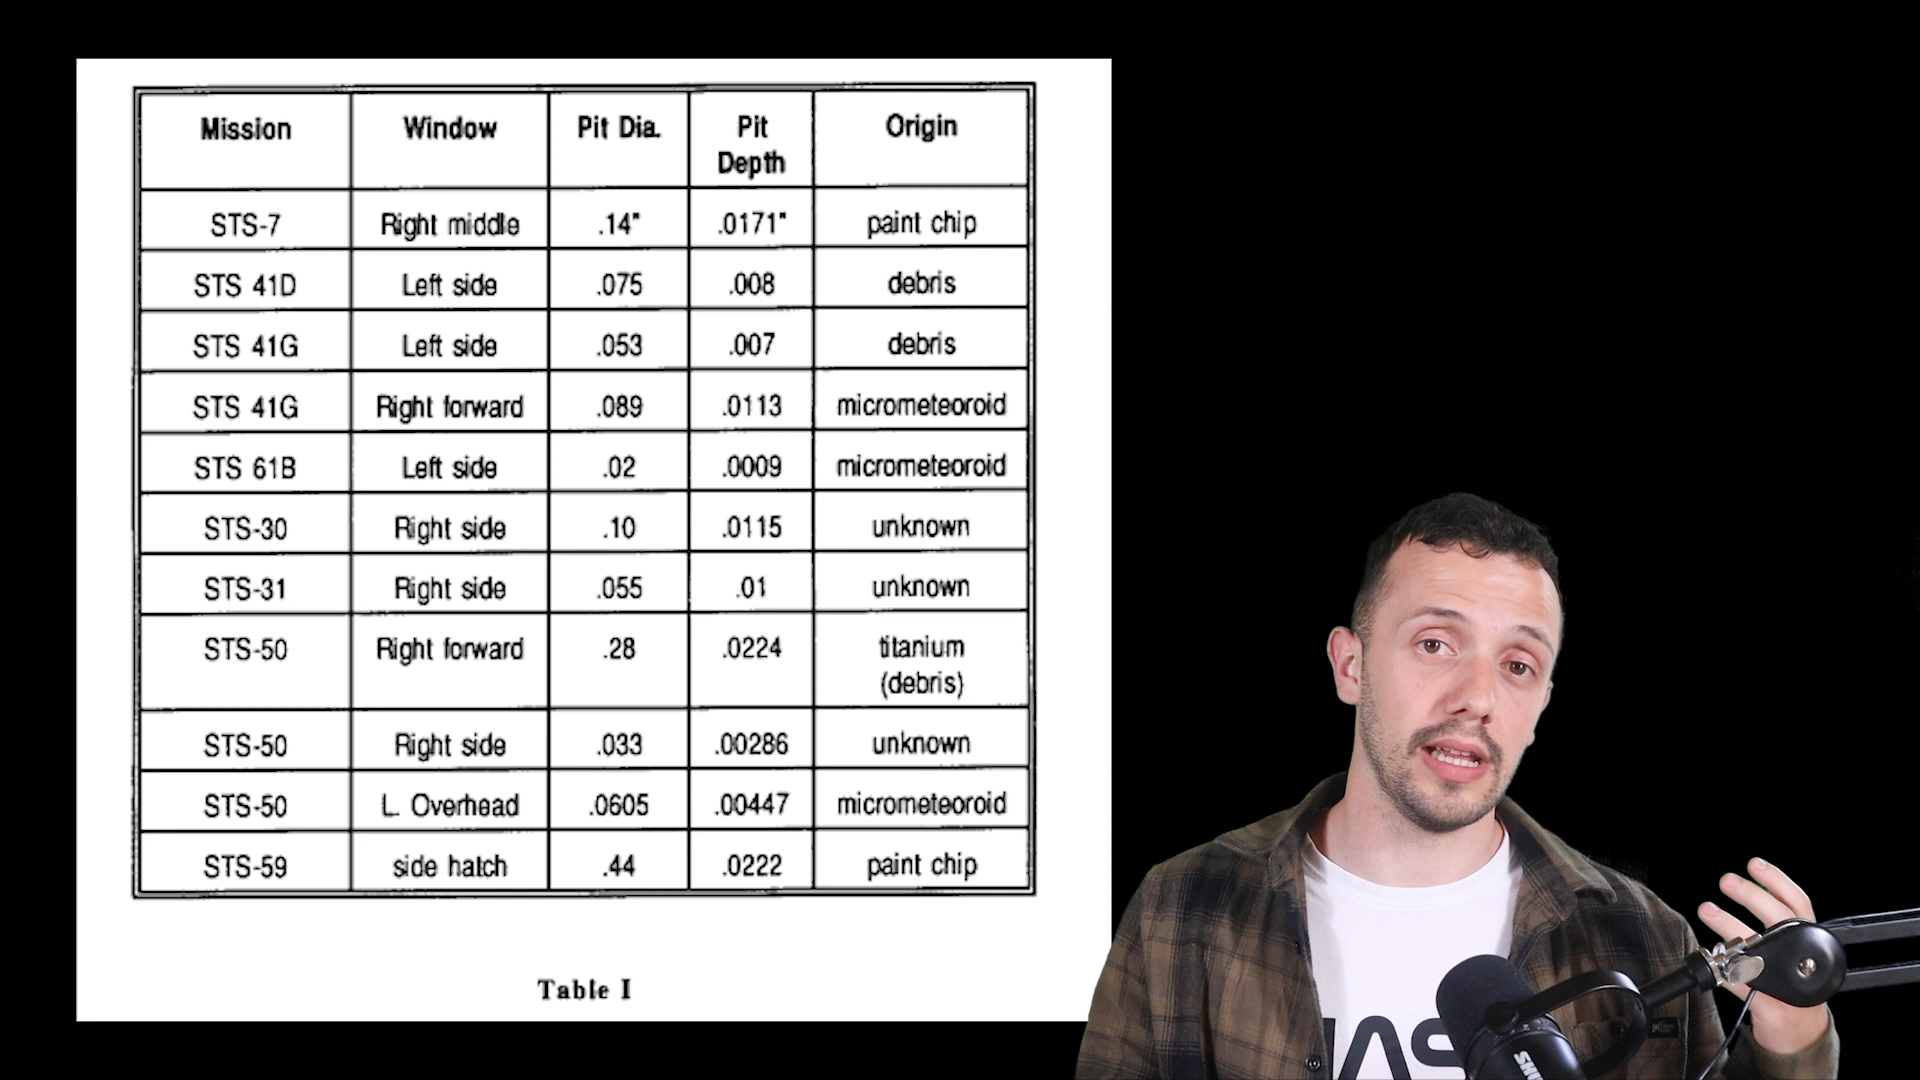 Mission Window Pit Dia. Pit Depth Origin
STS-7 Right middle .14" .0171" paint chip
STS 41D Left side .075 .008 debris
STS 41G Left side .053 .007 debris
STS 41G Right forward .089 .0113 micrometeoroid
STS 61B Left side .02 .0009 micrometeoroid
STS-30 Right side .10 .0115 unknown
STS-31 Right side .055 .01 unknown
STS-50 Right forward .28 .0224 titanium (debris)
STS-50 Right side .033 .00286 unknown
STS-50 L. Overhead .0605 .00447 micrometeoroid
STS-59 side hatch .44 .0222 paint chip
Table I